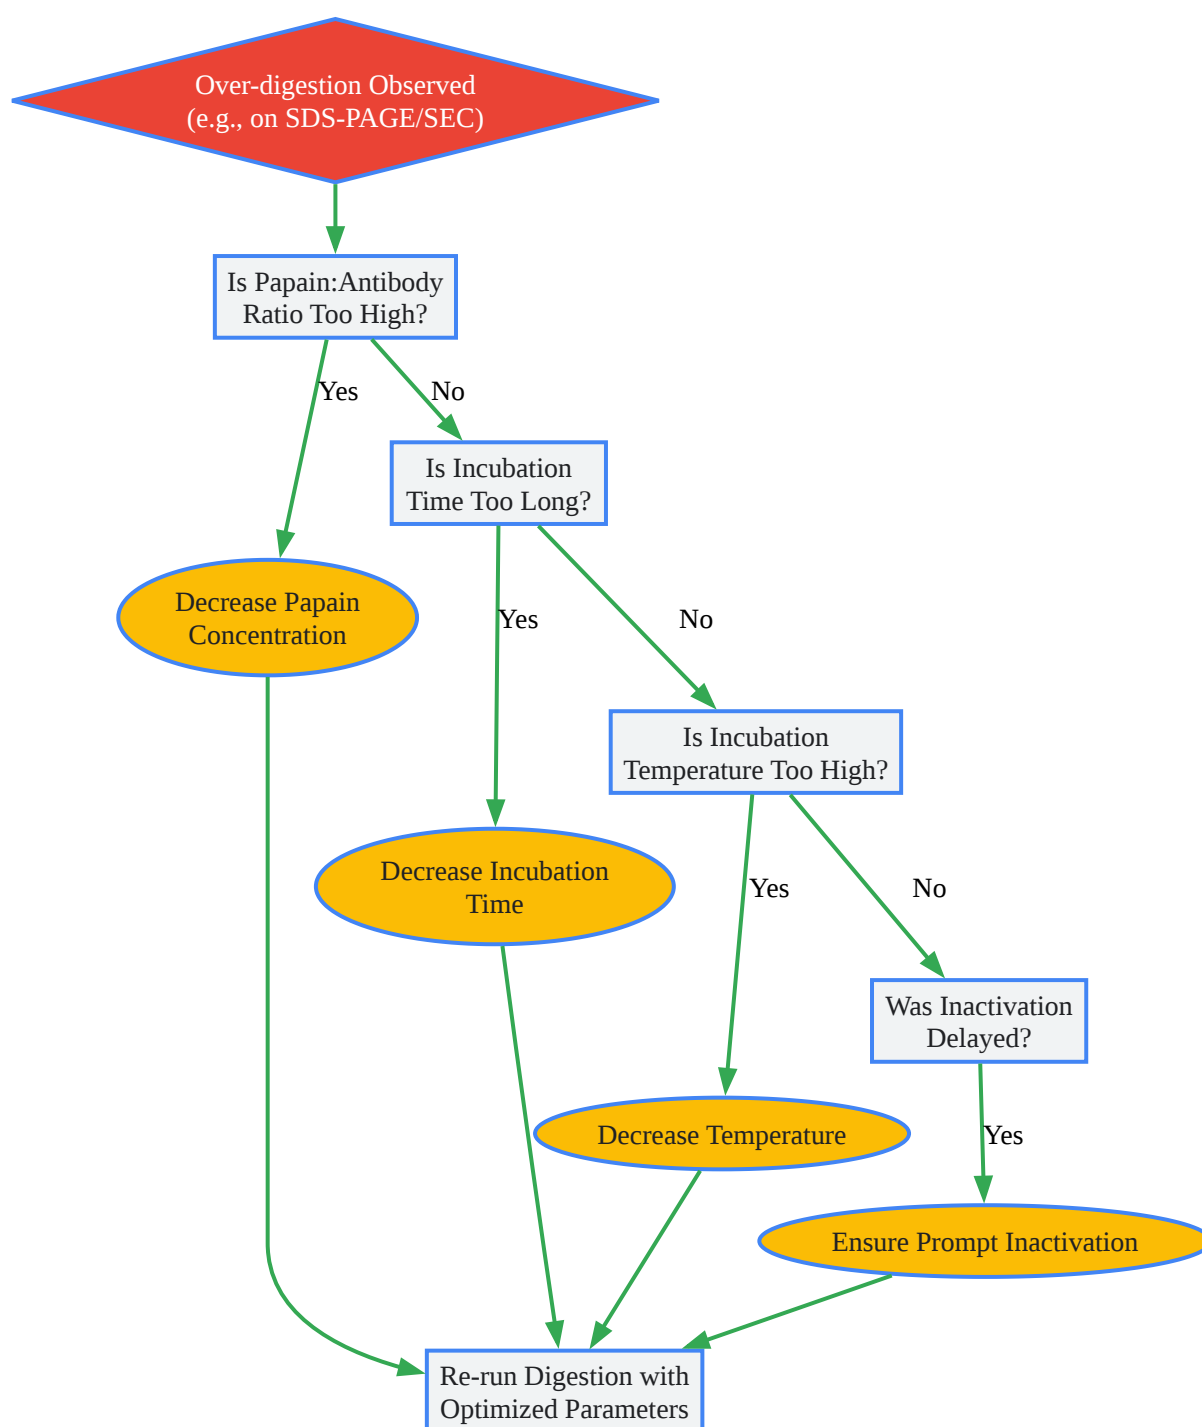 Over-digestion Observed
(e.g., on SDS-PAGE/SEC)
Is Papain:Antibody
Ratio Too High?
Yes
No
Is Incubation
Time Too Long?
Decrease Papain
Concentration
Yes
No
Is Incubation
Temperature Too High?
Decrease Incubation
Time
Yes
No
Was Inactivation
Delayed?
Decrease Temperature
Yes
Ensure Prompt Inactivation
Re-run Digestion with
Optimized Parameters